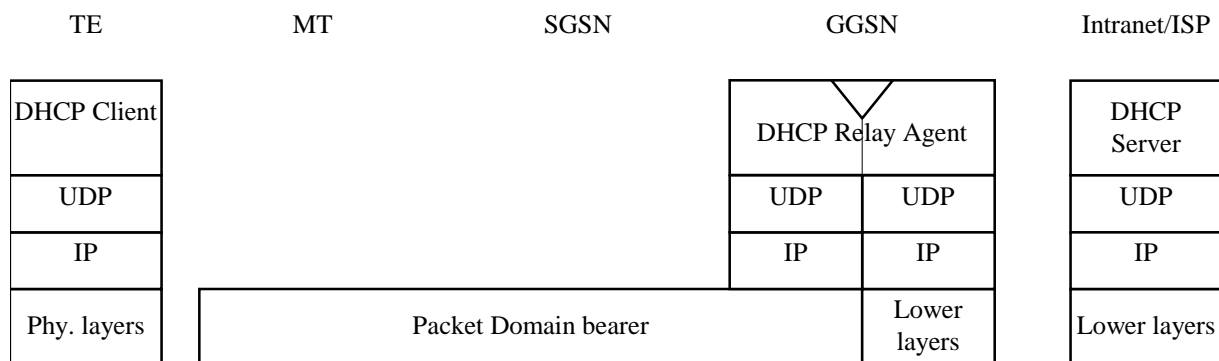 TE MT SGSN GGSN Intranet/ISP
DHCP Client
DHCP Relay Agent
DHCP
Server
UDP UDP UDP UDP
IP IP IP IP
Phy. layers Packet Domain bearer Lower
layers
Lower layers